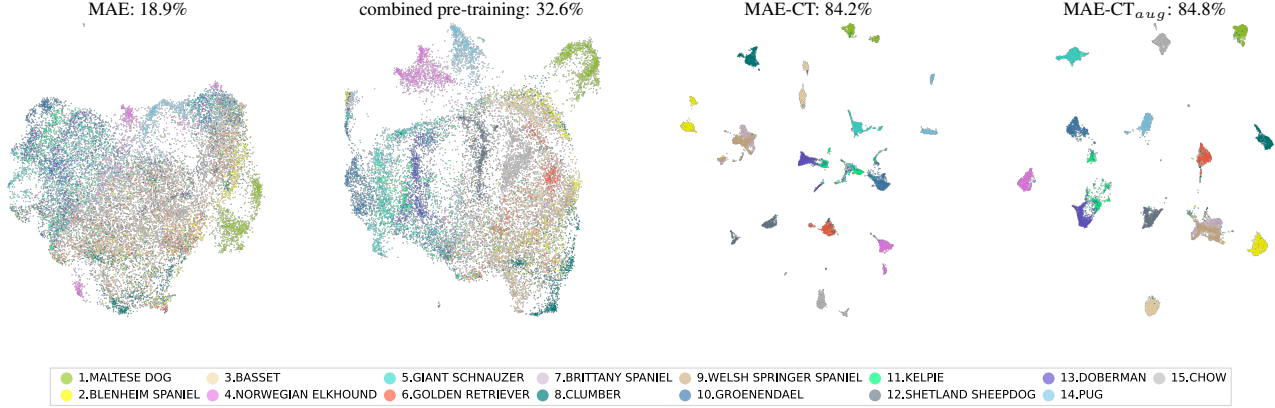 MAE: 18.9% combined pre-training: 32.6% MAE-CT: 84.2% MAE-CTaug: 84.8%
1.MALTESE DOG 3.BASSET 5.GIANT SCHNAUZER 7.BRITTANY SPANIEL 9.WELSH SPRINGER SPANIEL 11.KELPIE 13.DOBERMAN 15.CHOW
2.BLENHEIM SPANIEL 4.NORWEGIAN ELKHOUND 6.GOLDEN RETRIEVER 8.CLUMBER 10.GROENENDAEL 12.SHETLAND SHEEPDOG 14.PUG